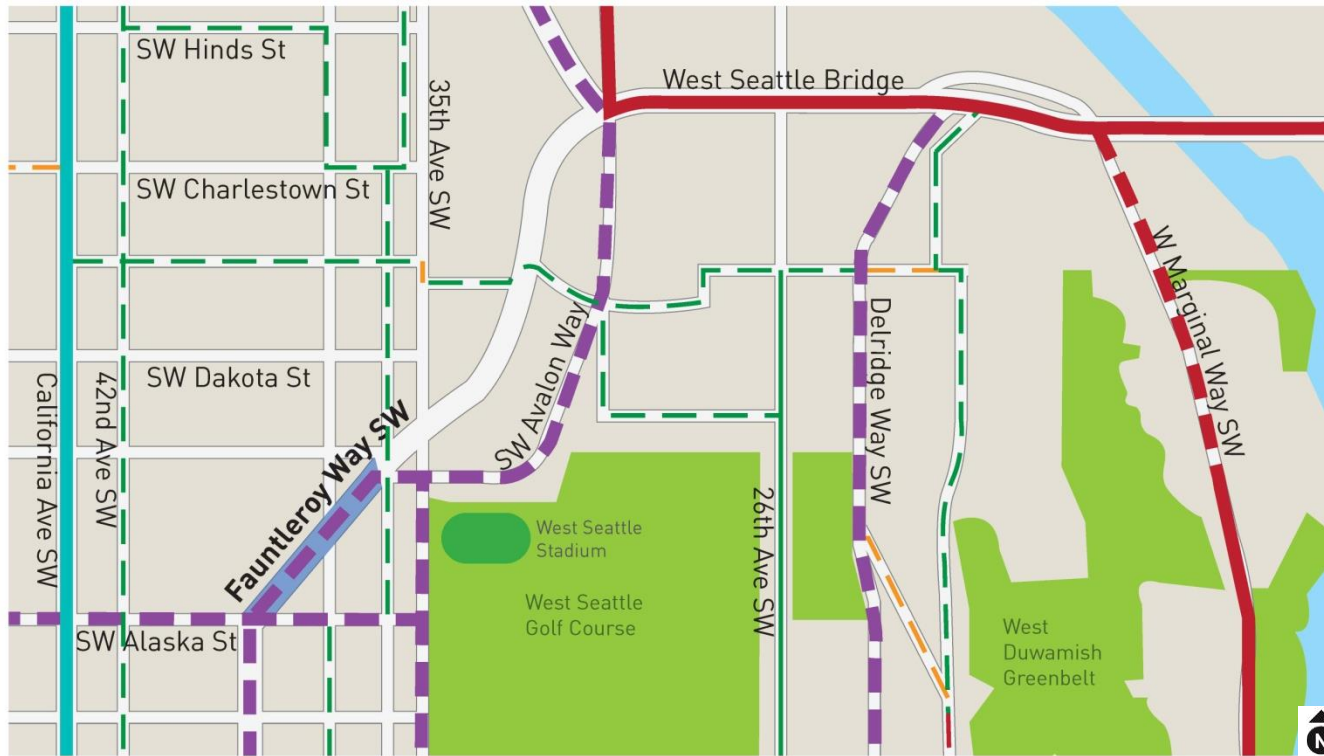 SW Hinds St
West Seattle Bridge
35th Ave SW
SW Charlestown St
W Marginal Way SW
SW Dakota St
SW Avalon Way
Delridge Way SW
California Ave SW
42nd Ave SW
Fauntleroy Way SW
26th Ave SW
West Seattle
Stadium
West Seattle
Golf Course
SW Alaska St
West
Duwamish
Greenbelt
N